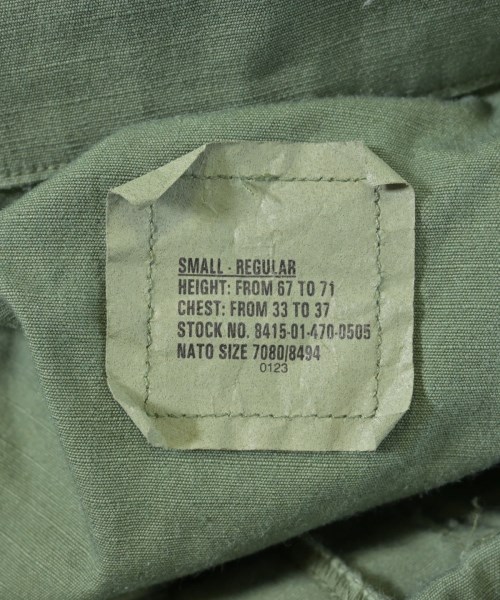 SMALL - REGULAR
HEIGHT: FROM 67 TO 71
CHEST: FROM 33 TO 37
STOCK NO. 8415-01-470-0505
NATO SIZE 7080/8494
0123